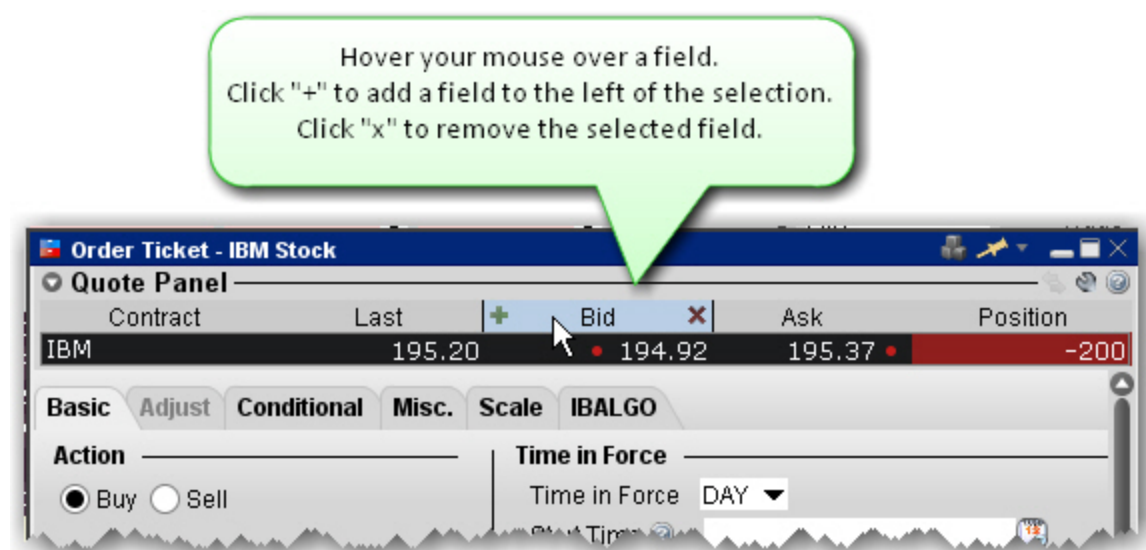 Hover your mouse over a field.
Click "+" to add a field to the left of the selection.
Click "x" to remove the selected field.
Order Ticket - IBM Stock
Quote Panel
Contract Last Bid Ask Position
IBM 195.20 194.92 195.37 -200
Basic Adjust Conditional Misc. Scale IBALGO
Action Time in Force
Buy Sell Time in Force DAY
Start Time